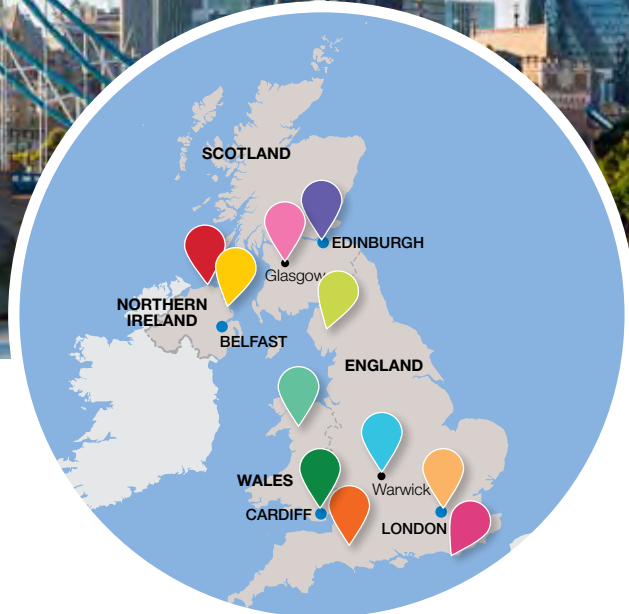 SCOTLAND
EDINBURGH
Glasgow
NORTHERN
IRELAND
BELFAST
ENGLAND
WALES
Warwick
CARDIFF
LONDON